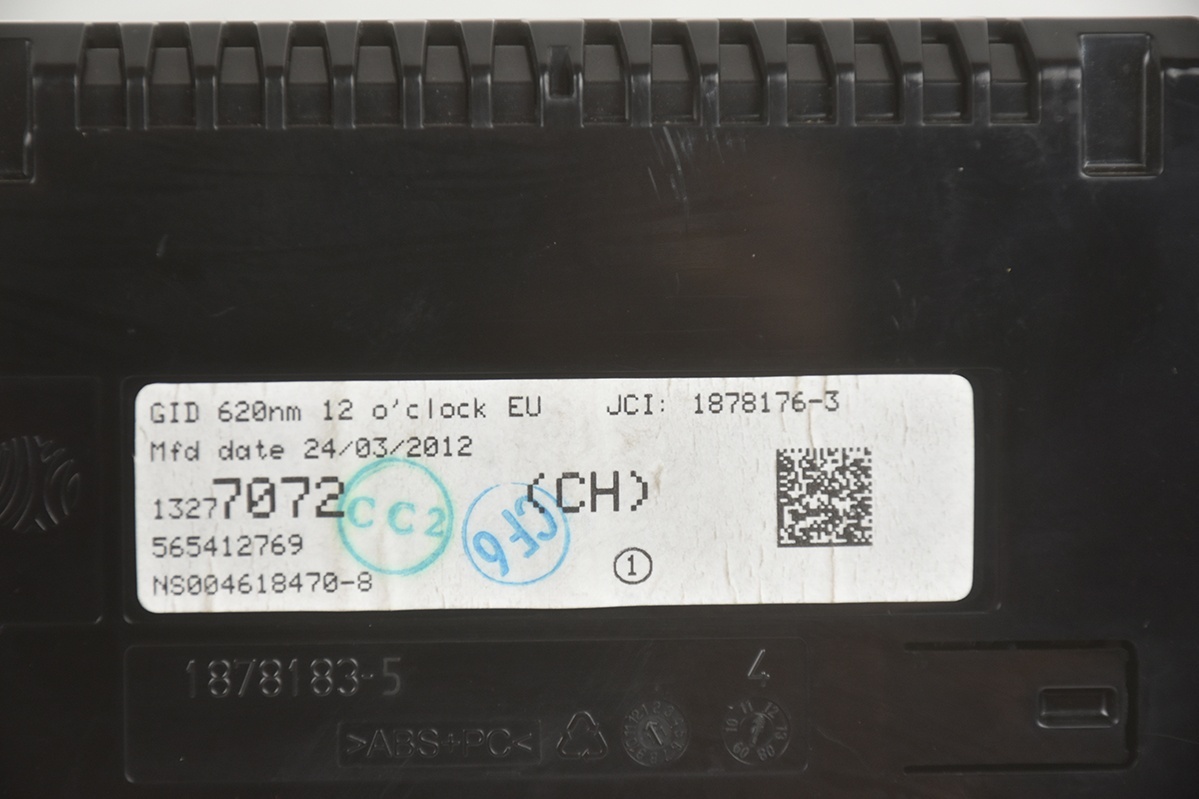 GID 620nm 12 o'clock EU JCI: 1878176-3
Mfd date 24/03/2012
13277072 (CH)
CC2
CF6
565412769
1
NS004618470-8
1878183-5 4
>ABS+PC<